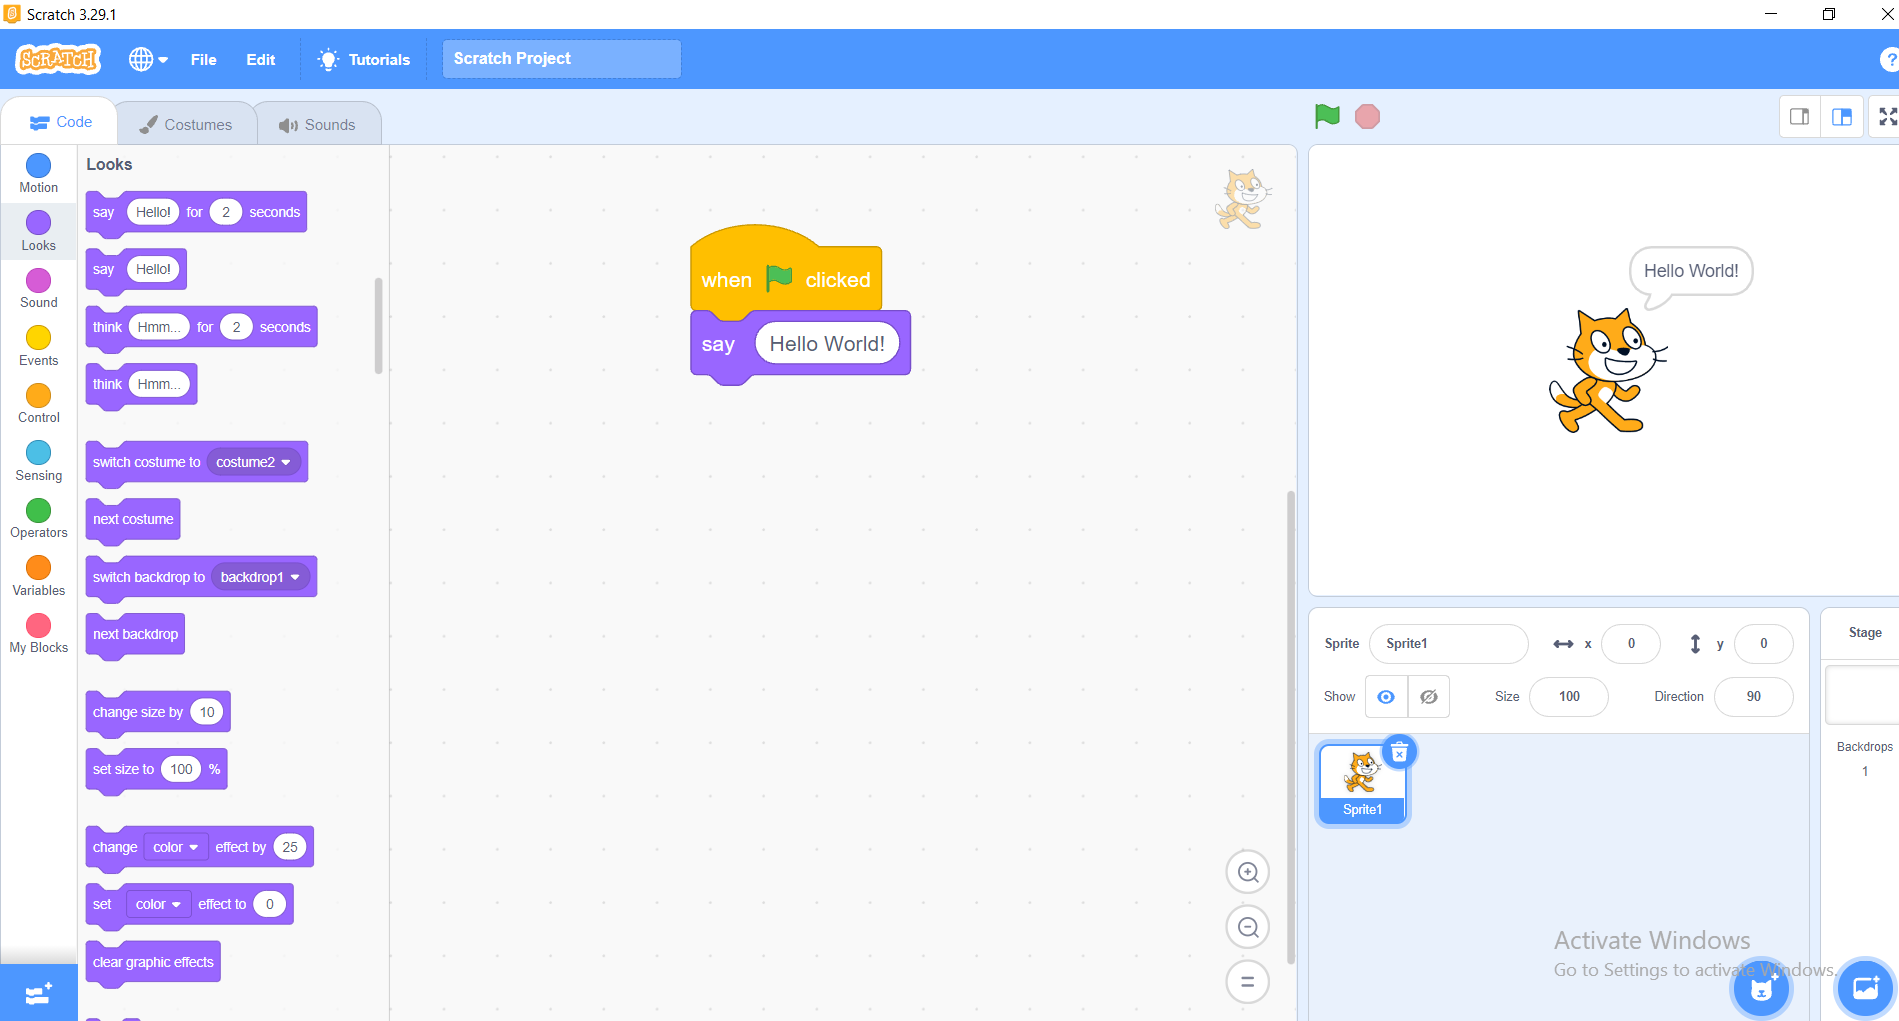 Scratch 3.29.1
SCRATCH
File
Edit
Tutorials
Scratch Project
?
Code
Costumes
Sounds
Motion
Looks
Sound
Events
Control
Sensing
Operators
Variables
My Blocks
Looks
say Hello! for 2 seconds
say Hello!
think Hmm... for 2 seconds
think Hmm...
switch costume to costume2
next costume
switch backdrop to backdrop1
next backdrop
change size by 10
set size to 100 %
change color effect by 25
set color effect to 0
clear graphic effects
when clicked
say Hello World!
Hello World!
Sprite Sprite1 x 0 y 0
Show Size 100 Direction 90
Sprite1
Stage
Backdrops
1
Activate Windows
Go to Settings to activate Windows.